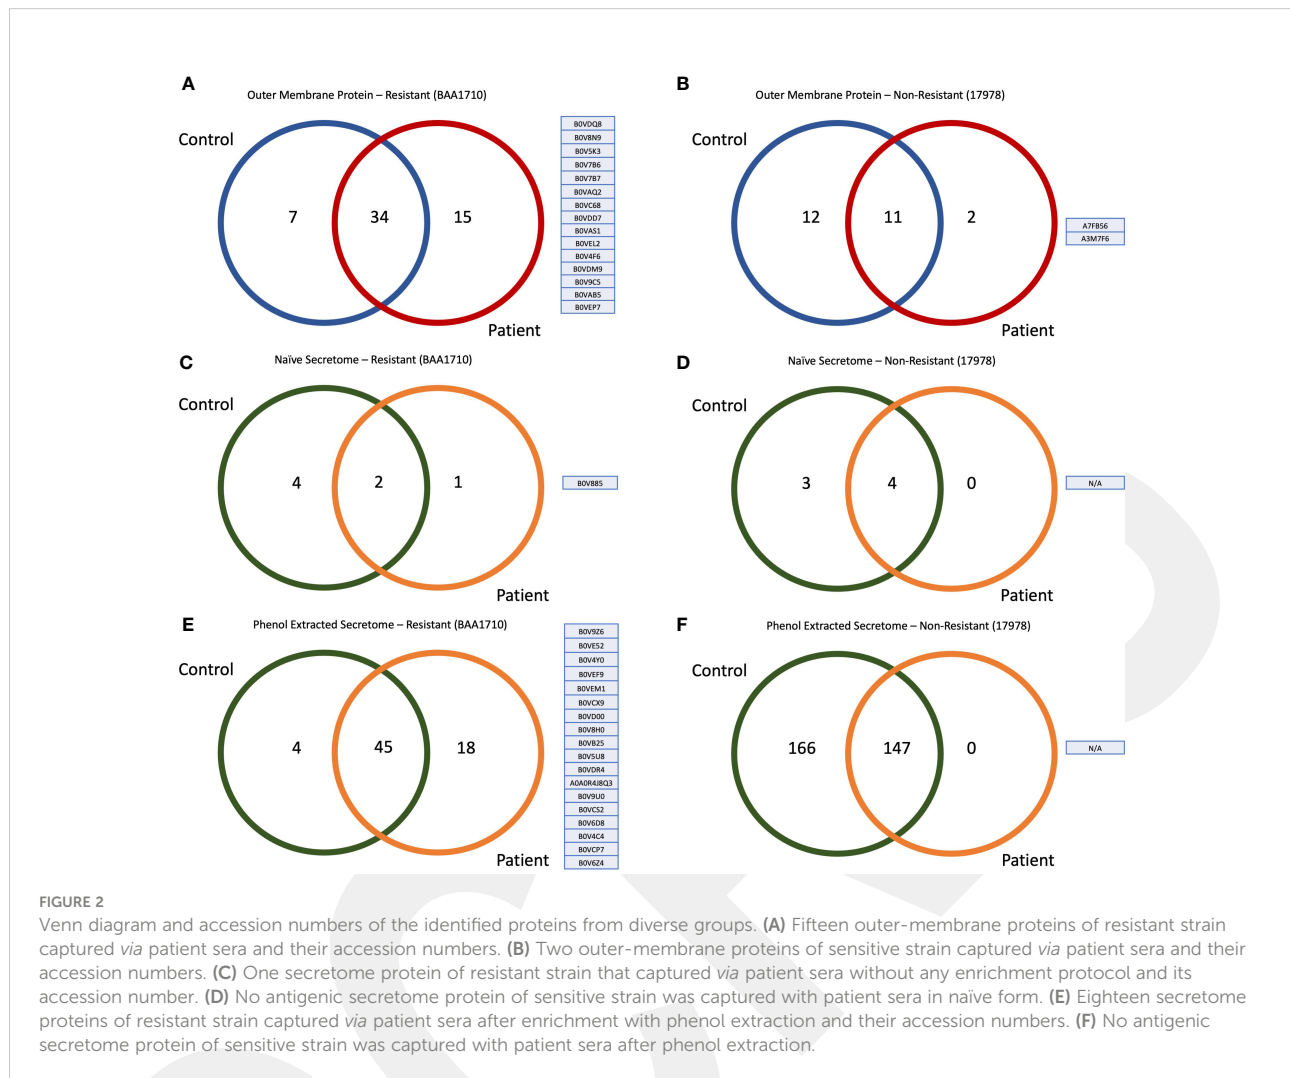 A
Outer Membrane Protein – Resistant (BAA1710)
Control
7
34
15
Patient
B0VDQ8
B0V8N9
B0V5K3
B0V7B6
B0V7B7
B0VAQ2
B0VC68
B0VDD7
B0VAS1
B0VEL2
B0V4F6
B0VDM9
B0V9C5
B0VAB5
B0VEP7
B
Outer Membrane Protein – Non-Resistant (17978)
Control
12
11
2
Patient
A7FB56
A3M7F6
C
Naïve Secretome – Resistant (BAA1710)
Control
4
2
1
Patient
B0V885
D
Naïve Secretome – Non-Resistant (17978)
Control
3
4
0
Patient
N/A
E
Phenol Extracted Secretome – Resistant (BAA1710)
Control
4
45
18
Patient
B0V9Z6
B0VE52
B0V4Y0
B0VEF9
B0VEM1
B0VCX9
B0VD00
B0V8H0
B0VB25
B0V5U8
B0VDR4
A0A0R4J8Q3
B0V9U0
B0VCS2
B0V6D8
B0V4C4
B0VCP7
B0V6Z4
F
Phenol Extracted Secretome – Non-Resistant (17978)
Control
166
147
0
Patient
N/A
FIGURE 2
Venn diagram and accession numbers of the identified proteins from diverse groups. (A) Fifteen outer-membrane proteins of resistant strain
captured via patient sera and their accession numbers. (B) Two outer-membrane proteins of sensitive strain captured via patient sera and their
accession numbers. (C) One secretome protein of resistant strain that captured via patient sera without any enrichment protocol and its
accession number. (D) No antigenic secretome protein of sensitive strain was captured with patient sera in naïve form. (E) Eighteen secretome
proteins of resistant strain captured via patient sera after enrichment with phenol extraction and their accession numbers. (F) No antigenic
secretome protein of sensitive strain was captured with patient sera after phenol extraction.